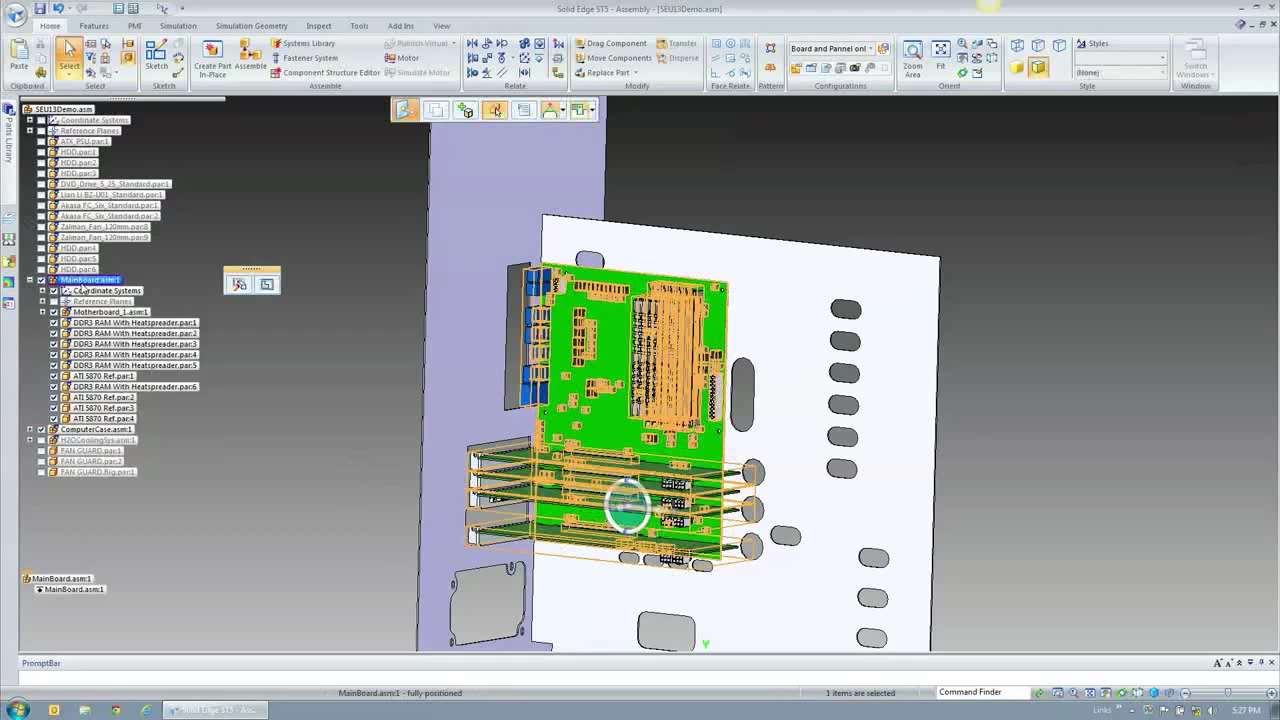 Solid Edge ST5 - Assembly - [SEU13Demo.asm]
Home Features PMI Simulation Simulation Geometry Inspect Tools Add Ins View
Paste
Clipboard
Select
Select
Sketch
Sketch
Create Part In-Place
Assemble
Systems Library
Fastener System
Component Structure Editor
Publish Virtual
Motor
Simulate Motor
Assemble
Relate
Drag Component
Move Components
Replace Part
Transfer
Disperse
Modify
Face Relate
Board and Pannel onl
Configurations
Zoom Area
Fit
Orient
Styles
(None)
Style
Switch Windows
Window
Parts Library
SEU13Demo.asm
Coordinate Systems
Reference Planes
ATX_PSU.par:1
HDD.par:1
HDD.par:2
HDD.par:3
DVD_Drive_5_25_Standard.par:1
Lian Li BZ-U01_Standard.par:1
Akasa FC_Six_Standard.par:1
Akasa FC_Six_Standard.par:2
Zalman_Fan_120mm.par:8
Zalman_Fan_120mm.par:9
HDD.par:4
HDD.par:5
HDD.par:6
MainBoard.asm:1
Coordinate Systems
Reference Planes
Motherboard_1.asm:1
DDR3 RAM With Heatspreader.par:1
DDR3 RAM With Heatspreader.par:2
DDR3 RAM With Heatspreader.par:3
DDR3 RAM With Heatspreader.par:4
DDR3 RAM With Heatspreader.par:5
ATI 5870 Ref.par:1
DDR3 RAM With Heatspreader.par:6
ATI 5870 Ref.par:2
ATI 5870 Ref.par:3
ATI 5870 Ref.par:4
ComputerCase.asm:1
H2OCoolingSys.asm:1
FAN GUARD.par:1
FAN GUARD.par:2
FAN GUARD.Big.par:1
MainBoard.asm:1
MainBoard.asm:1
Y
PromptBar
MainBoard.asm:1 - fully positioned
1 items are selected
Command Finder
Solid Edge ST5 - Ass...
Links
5:27 PM